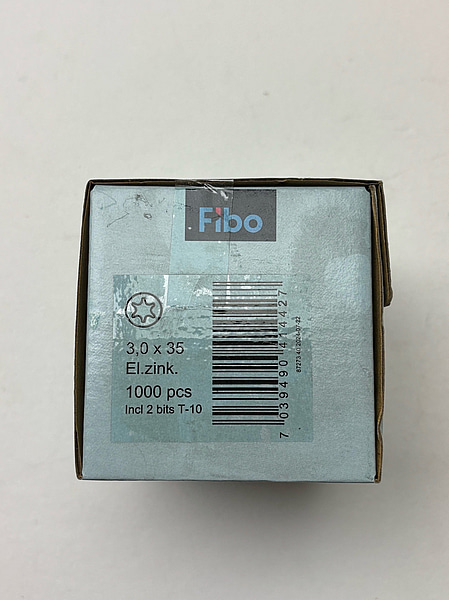 Fibo
3,0 x 35
El.zink.
1000 pcs
Incl 2 bits T-10
7 039490 414427